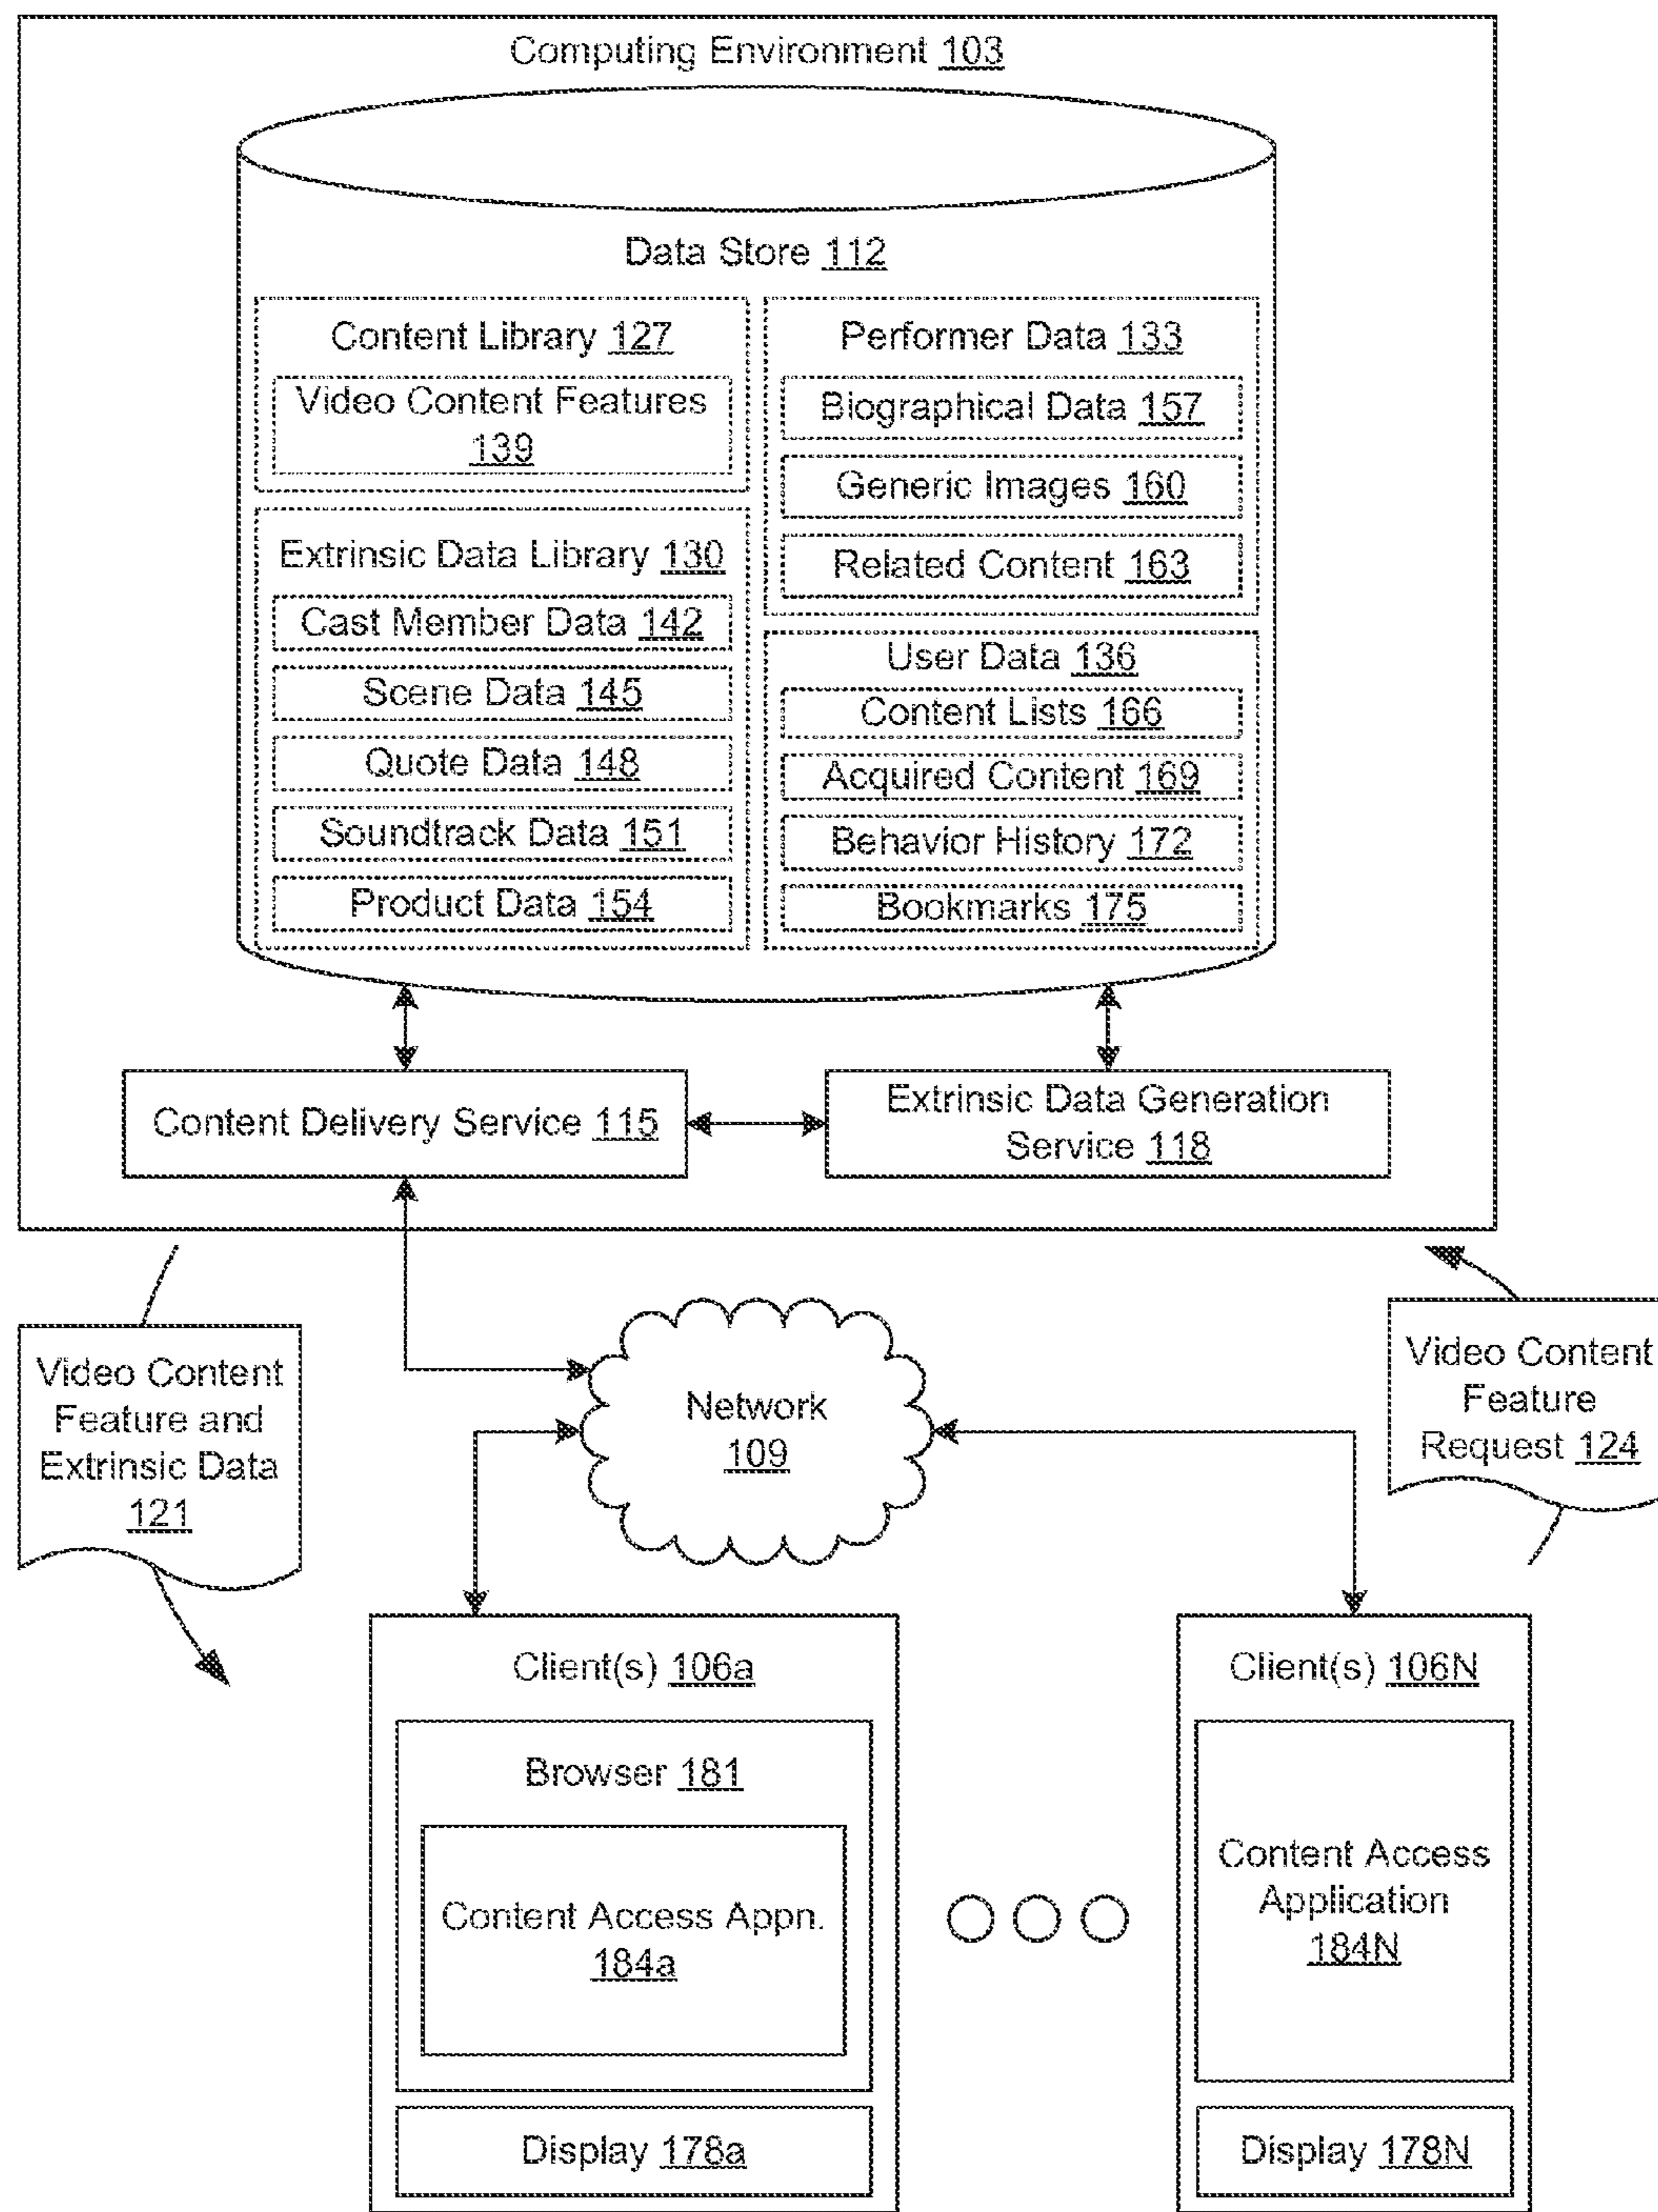 Computing Environment 103
Data Store 112
Content Library 127
Video Content Features
139
Extrinsic Data Library 130
Cast Member Data 142
Scene Data 145
Quote Data 148
Soundtrack Data 151
Product Data 154
Performer Data 133
Biographical Data 157
Generic Images 160
Related Content 163
User Data 136
Content Lists 166
Acquired Content 169
Behavior History 172
Bookmarks 175
Content Delivery Service 115
Extrinsic Data Generation
Service 118
Video Content
Feature and
Extrinsic Data
121
Network
109
Video Content
Feature
Request 124
Client(s) 106a
Browser 181
Content Access Appn.
184a
Display 178a
Client(s) 106N
Content Access
Application
184N
Display 178N